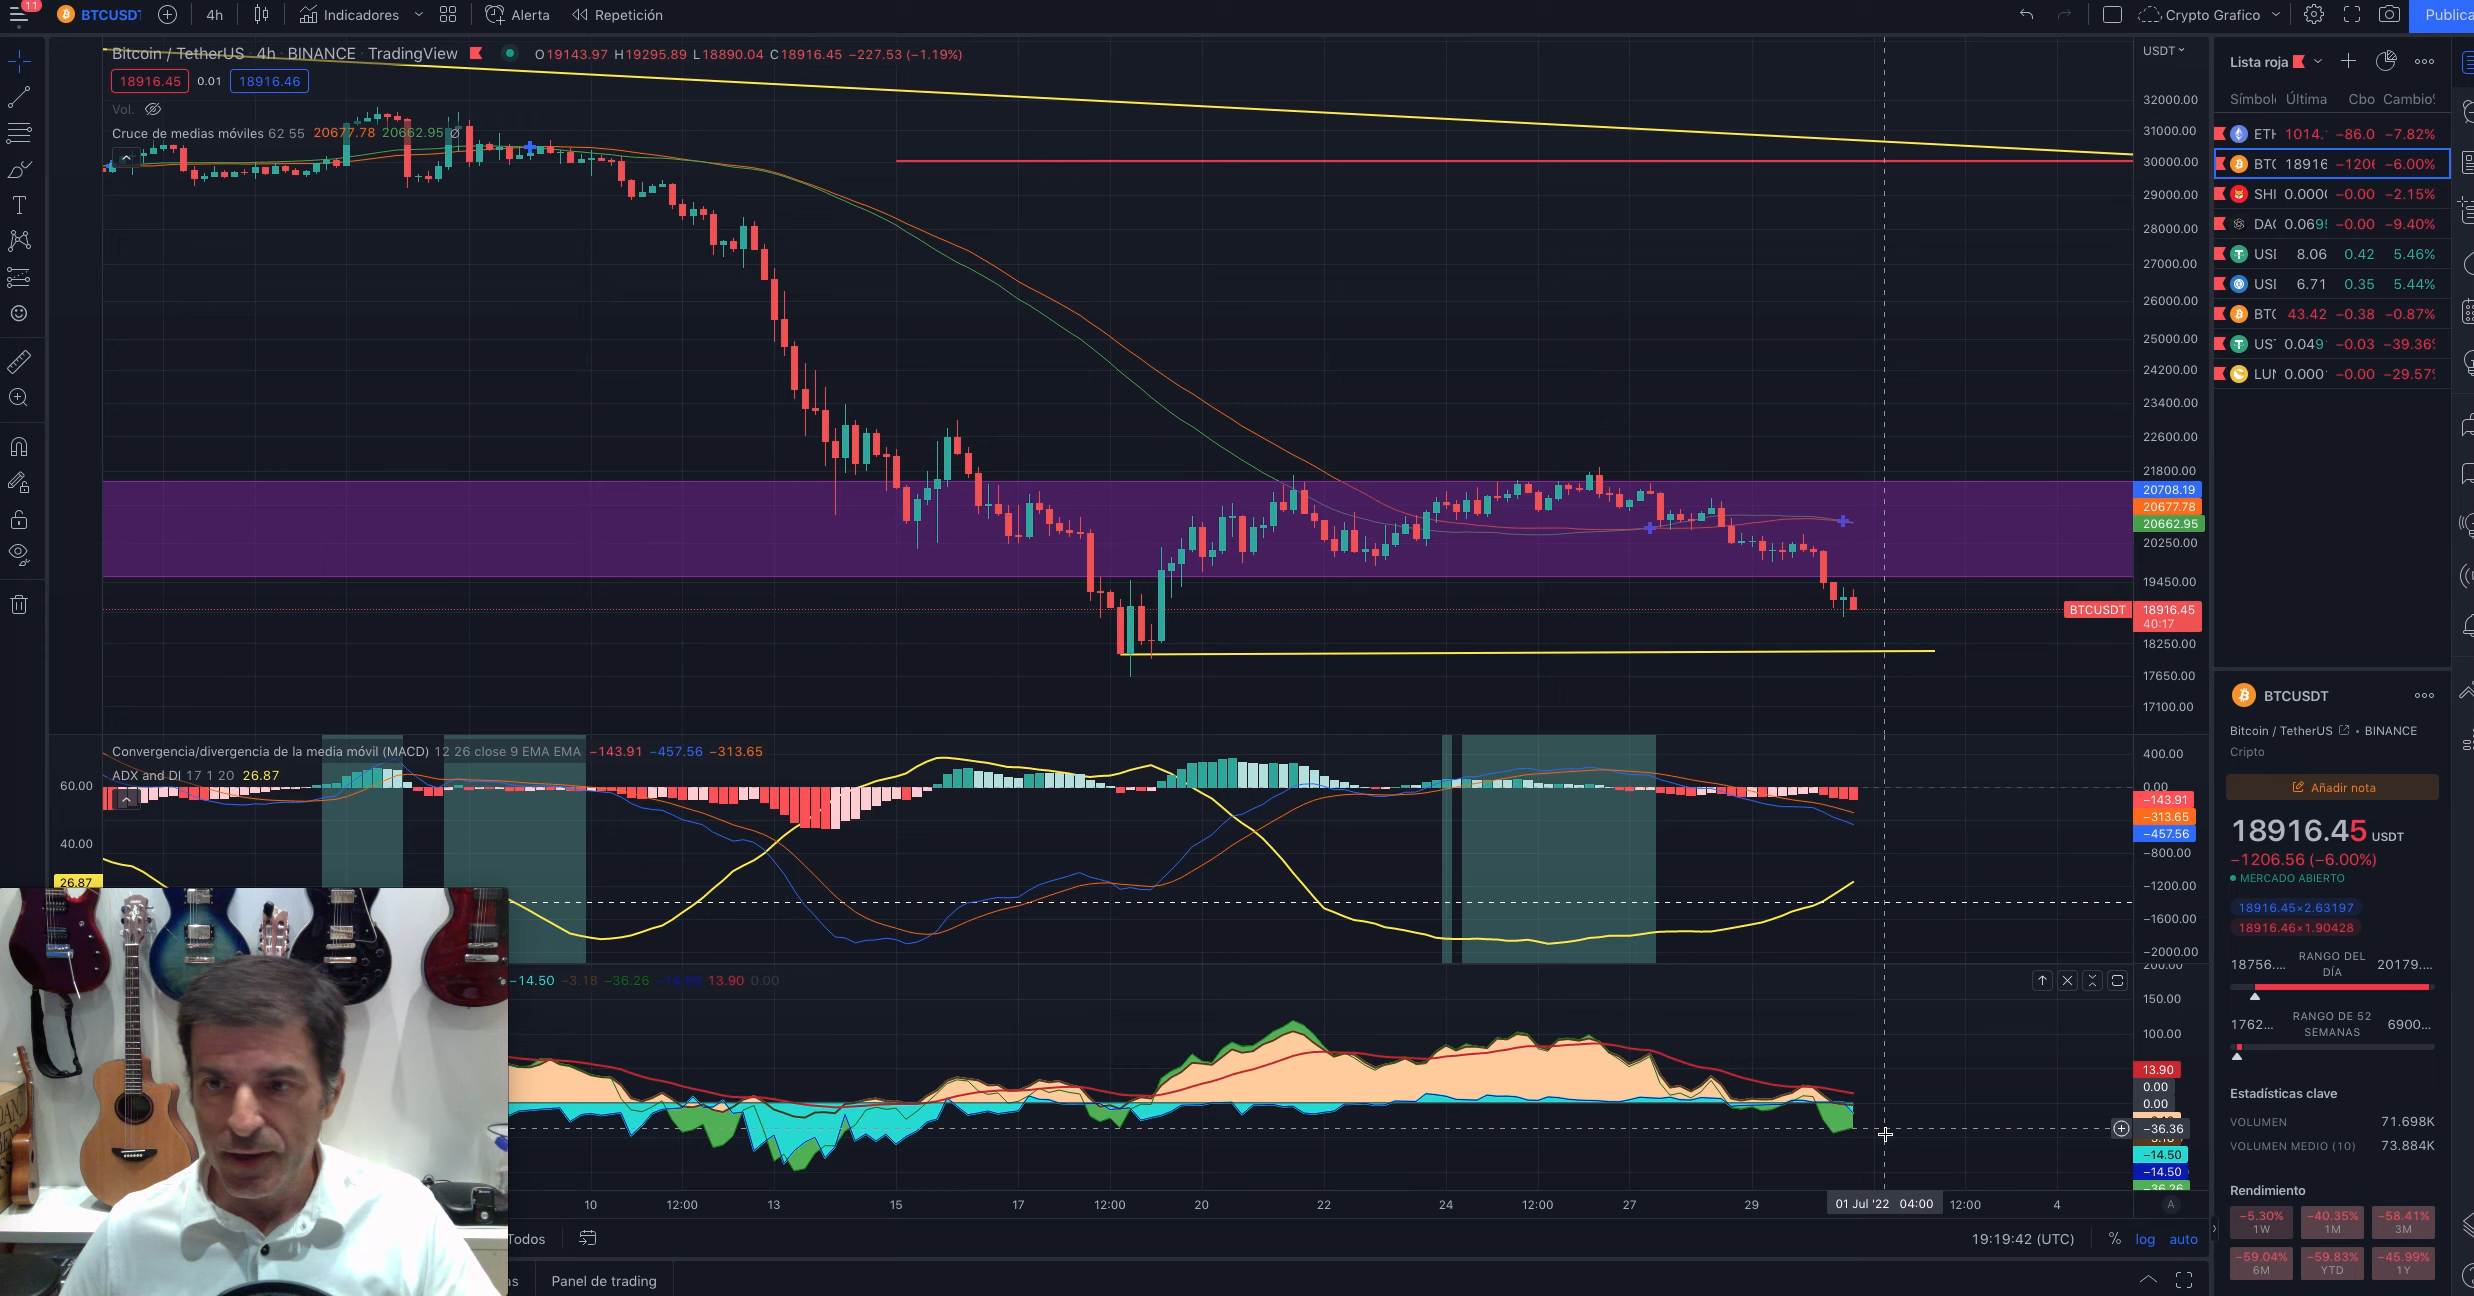 11
BTCUSDT
4h
Indicadores
Alerta
Repetición
Crypto Grafico
Publica
Bitcoin / TetherUS · 4h · BINANCE · TradingView
O19143.97 H19295.89 L18890.04 C18916.45 −227.53 (−1.19%)
18916.45 0.01 18916.46
Vol.
Cruce de medias móviles 62 55 20677.78 20662.95 Ø
USDT
32000.00
31000.00
30000.00
29000.00
28000.00
27000.00
26000.00
25000.00
24200.00
23400.00
22600.00
21800.00
20708.19
20677.78
20662.95
20250.00
19450.00
BTCUSDT 18916.45
40:17
18250.00
17650.00
17100.00
Convergencia/divergencia de la media móvil (MACD) 12 26 close 9 EMA EMA −143.91 −457.56 −313.65
ADX and DI 17 1 20 26.87
60.00
40.00
26.87
400.00
0.00
−143.91
−313.65
−457.56
−800.00
−1200.00
−1600.00
−2000.00
−14.50 −3.18 −36.26 −14.50 13.90 0.00
200.00
150.00
100.00
13.90
0.00
0.00
−36.36
−14.50
−14.50
−36.26
10 12:00 13 15 17 12:00 20 22 24 12:00 27 29 01 Jul '22 04:00 12:00 4
A
Todos
19:19:42 (UTC) % log auto
as
Panel de trading
Lista roja
Símbol Última Cbo Cambio
ETH 1014. −86.0 −7.82%
BTC 18916 −120 −6.00%
SHI 0.000 −0.00 −2.15%
DA 0.069 −0.00 −9.40%
USI 8.06 0.42 5.46%
USI 6.71 0.35 5.44%
BTC 43.42 −0.38 −0.87%
UST 0.049 −0.03 −39.36
LUN 0.000 −0.00 −29.57
BTCUSDT
Bitcoin / TetherUS • BINANCE
Cripto
Añadir nota
18916.45 USDT
−1206.56 (−6.00%)
MERCADO ABIERTO
18916.45×2.63197
18916.46×1.90428
18756.... RANGO DEL DÍA 20179....
1762... RANGO DE 52 SEMANAS 6900...
Estadísticas clave
VOLUMEN 71.698K
VOLUMEN MEDIO (10) 73.884K
Rendimiento
−5.30% −40.35% −58.41%
1W 1M 3M
−59.04% −59.83% −45.99%
6M YTD 1Y